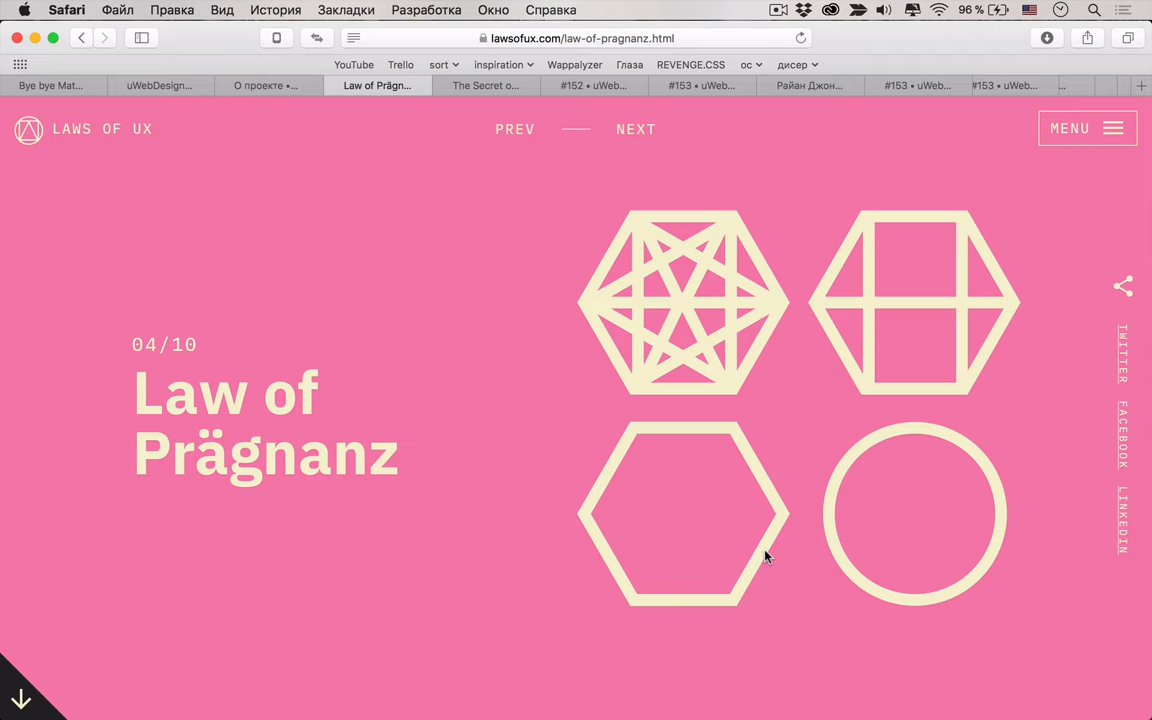 Safari Файл Правка Вид История Закладки Разработка Окно Справка 96 %
lawsofux.com/law-of-pragnanz.html
YouTube Trello sort inspiration Wappalyzer Глаза REVENGE.CSS ос дисер
Bye bye Mat... uWebDesign... О проекте •... Law of Prägn... The Secret o... #152 • uWeb... #153 • uWeb... Райан Джон... #153 • uWeb... #153 • uWeb... ...
LAWS OF UX PREV NEXT MENU
04/10
Law of
Prägnanz
TWITTER
FACEBOOK
LINKEDIN